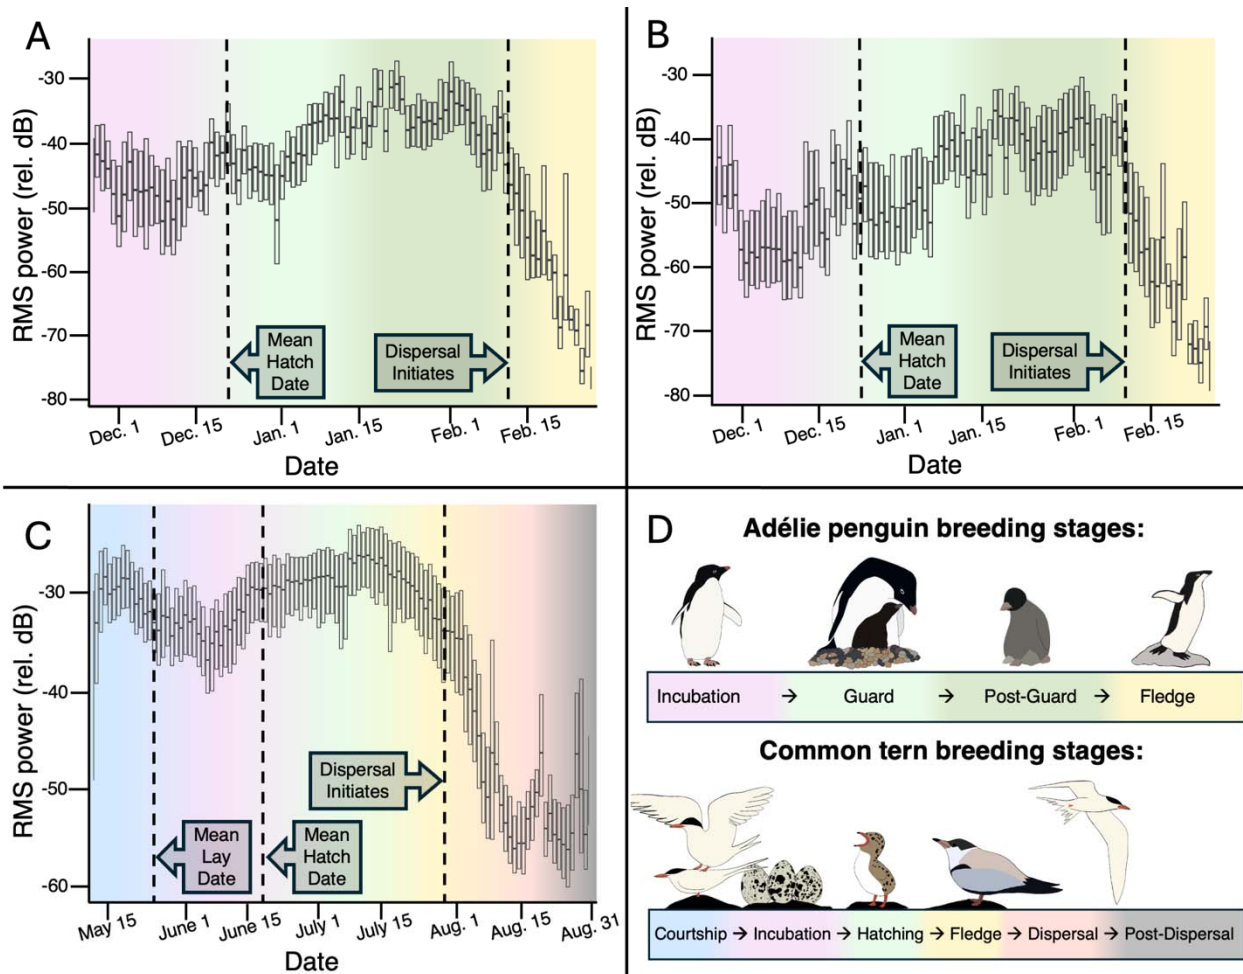 A
RMS power (rel. dB)
-30
-40
-50
-60
-70
-80
Mean
Hatch
Date
Dispersal
Initiates
Dec. 1
Dec. 15
Jan. 1
Jan. 15
Feb. 1
Feb. 15
Date
B
RMS power (rel. dB)
-30
-40
-50
-60
-70
-80
Mean
Hatch
Date
Dispersal
Initiates
Dec. 1
Dec. 15
Jan. 1
Jan. 15
Feb. 1
Feb. 15
Date
C
RMS power (rel. dB)
-30
-40
-50
-60
Dispersal
Initiates
Mean
Lay
Date
Mean
Hatch
Date
May 15
June 1
June 15
July 1
July 15
Aug. 1
Aug. 15
Aug. 31
Date
D
Adélie penguin breeding stages:
Incubation → Guard → Post-Guard → Fledge
Common tern breeding stages:
Courtship → Incubation → Hatching → Fledge → Dispersal → Post-Dispersal